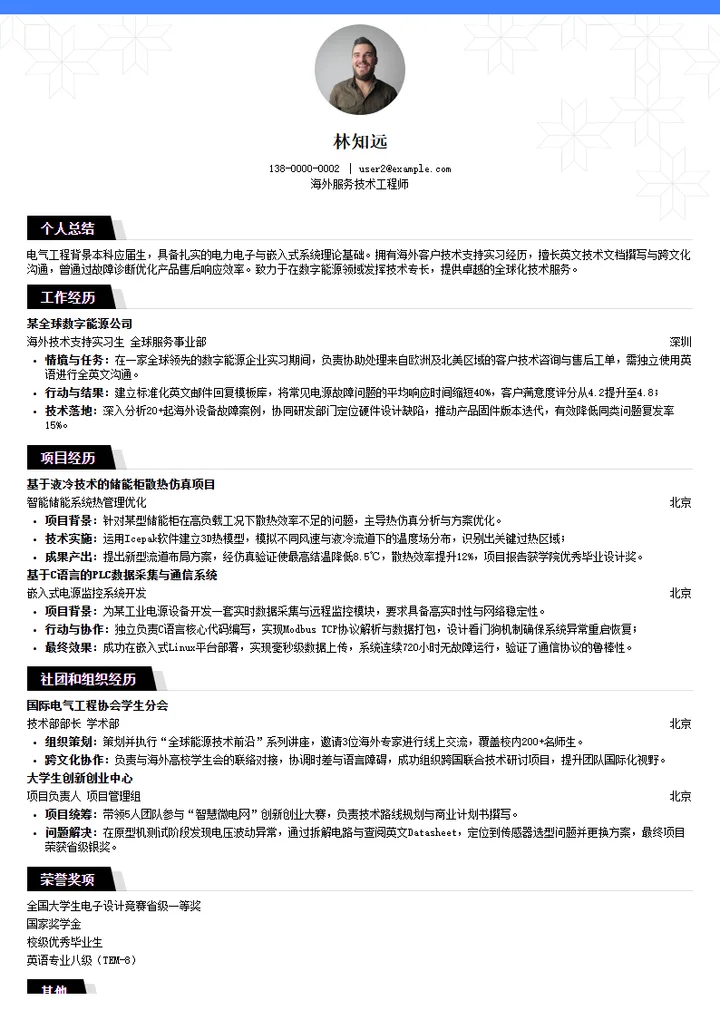 林知远
138-0000-0002 | user2@example.com
海外服务技术工程师
个人总结
电气工程背景本科应届生，具备扎实的电力电子与嵌入式系统理论基础。拥有海外客户技术支持实习经历，擅长英文技术文档撰写与跨文化
沟通，曾通过故障诊断优化产品售后响应效率。致力于在数字能源领域发挥技术专长，提供卓越的全球化技术服务。
工作经历
某全球数字能源公司
海外技术支持实习生 全球服务事业部 深圳
• 情境与任务：在一家全球领先的数字能源企业实习期间，负责协助处理来自欧洲及北美区域的客户技术咨询与售后工单，需独立使用英
语进行全英文沟通。
• 行动与结果：建立标准化英文邮件回复模板库，将常见电源故障问题的平均响应时间缩短40%，客户满意度评分从4.2提升至4.8；
• 技术落地：深入分析20+起海外设备故障案例，协同研发部门定位硬件设计缺陷，推动产品固件版本迭代，有效降低同类问题复发率
15%。
项目经历
基于液冷技术的储能柜散热仿真项目
智能储能系统热管理优化 北京
• 项目背景：针对某型储能柜在高负载工况下散热效率不足的问题，主导热仿真分析与方案优化。
• 技术实施：运用Icepak软件建立3D热模型，模拟不同风速与液冷流道下的温度场分布，识别出关键过热区域；
• 成果产出：提出新型流道布局方案，经仿真验证使最高结温降低8.5℃，散热效率提升12%，项目报告获学院优秀毕业设计奖。
基于C语言的PLC数据采集与通信系统
嵌入式电源监控系统开发 北京
• 项目背景：为某工业电源设备开发一套实时数据采集与远程监控模块，要求具备高实时性与网络稳定性。
• 行动与协作：独立负责C语言核心代码编写，实现Modbus TCP协议解析与数据打包，设计看门狗机制确保系统异常重启恢复；
• 最终效果：成功在嵌入式Linux平台部署，实现毫秒级数据上传，系统连续720小时无故障运行，验证了通信协议的鲁棒性。
社团和组织经历
国际电气工程协会学生分会
技术部部长 学术部 北京
• 组织策划：策划并执行“全球能源技术前沿”系列讲座，邀请3位海外专家进行线上交流，覆盖校内200+名师生。
• 跨文化协作：负责与海外高校学生会的联络对接，协调时差与语言障碍，成功组织跨国联合技术研讨项目，提升团队国际化视野。
大学生创新创业中心
项目负责人 项目管理组 北京
• 项目统筹：带领5人团队参与“智慧微电网”创新创业大赛，负责技术路线规划与商业计划书撰写。
• 问题解决：在原型机测试阶段发现电压波动异常，通过拆解电路与查阅英文Datasheet，定位到传感器选型问题并更换方案，最终项目
荣获省级银奖。
荣誉奖项
全国大学生电子设计竞赛省级一等奖
国家奖学金
校级优秀毕业生
英语专业八级（TEM-8）
其他